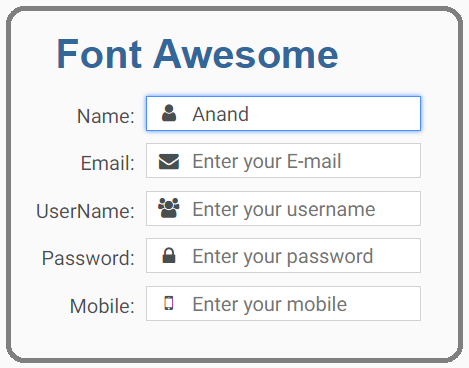 Font Awesome
Name: Anand
Email: Enter your E-mail
UserName: Enter your username
Password: Enter your password
Mobile: Enter your mobile